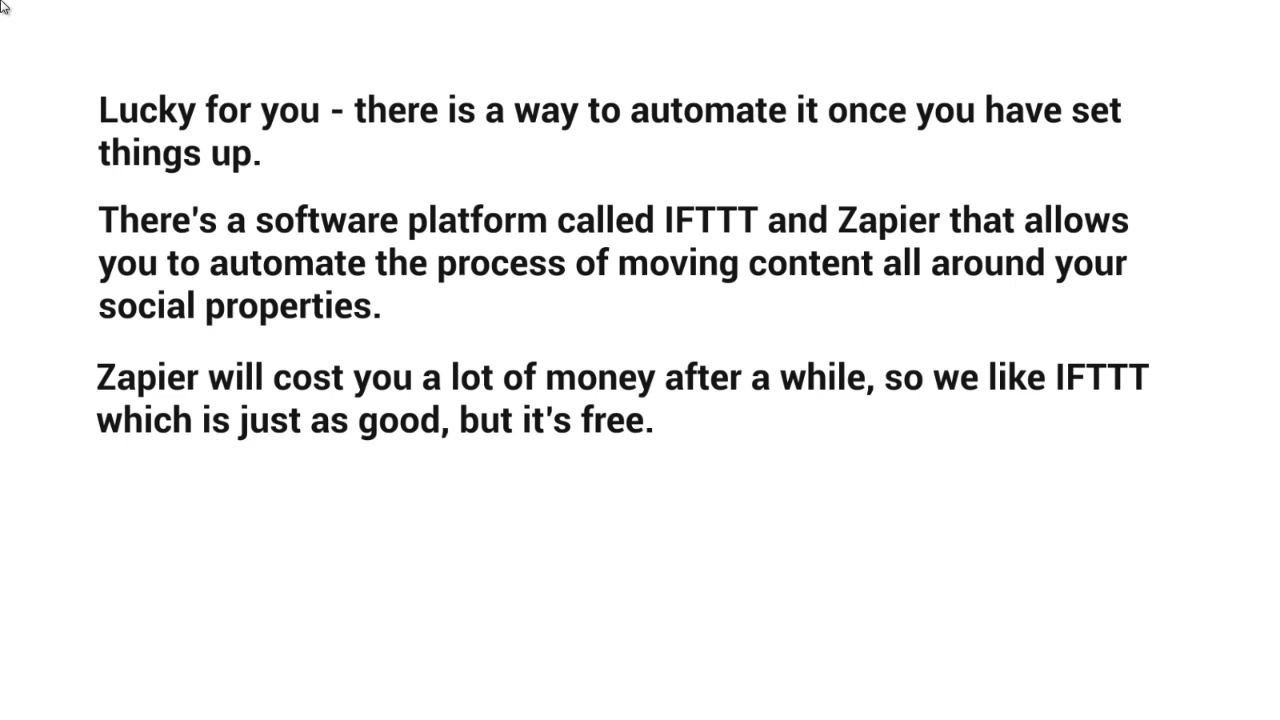 Lucky for you - there is a way to automate it once you have set
things up.
There's a software platform called IFTTT and Zapier that allows
you to automate the process of moving content all around your
social properties.
Zapier will cost you a lot of money after a while, so we like IFTTT
which is just as good, but it's free.